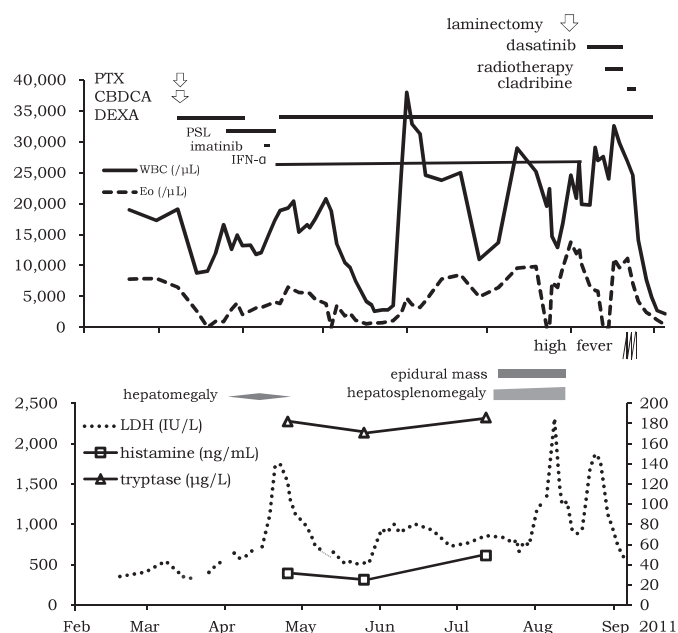 laminectomy
dasatinib
radiotherapy
cladribine
40,000 PTX
CBDCA
35,000 DEXA
PSL
30,000 imatinib
IFN-α
25,000 WBC (/μL)
Eo (/μL)
20,000
15,000
10,000
5,000
0
high fever
epidural mass
hepatomegaly hepatosplenomegaly
2,500 200
LDH (IU/L) 180
2,000 histamine (ng/mL) 160
tryptase (μg/L) 140
1,500 120
100
1,000 80
60
500 40
20
0 0
Feb Mar Apr May Jun Jul Aug Sep 2011